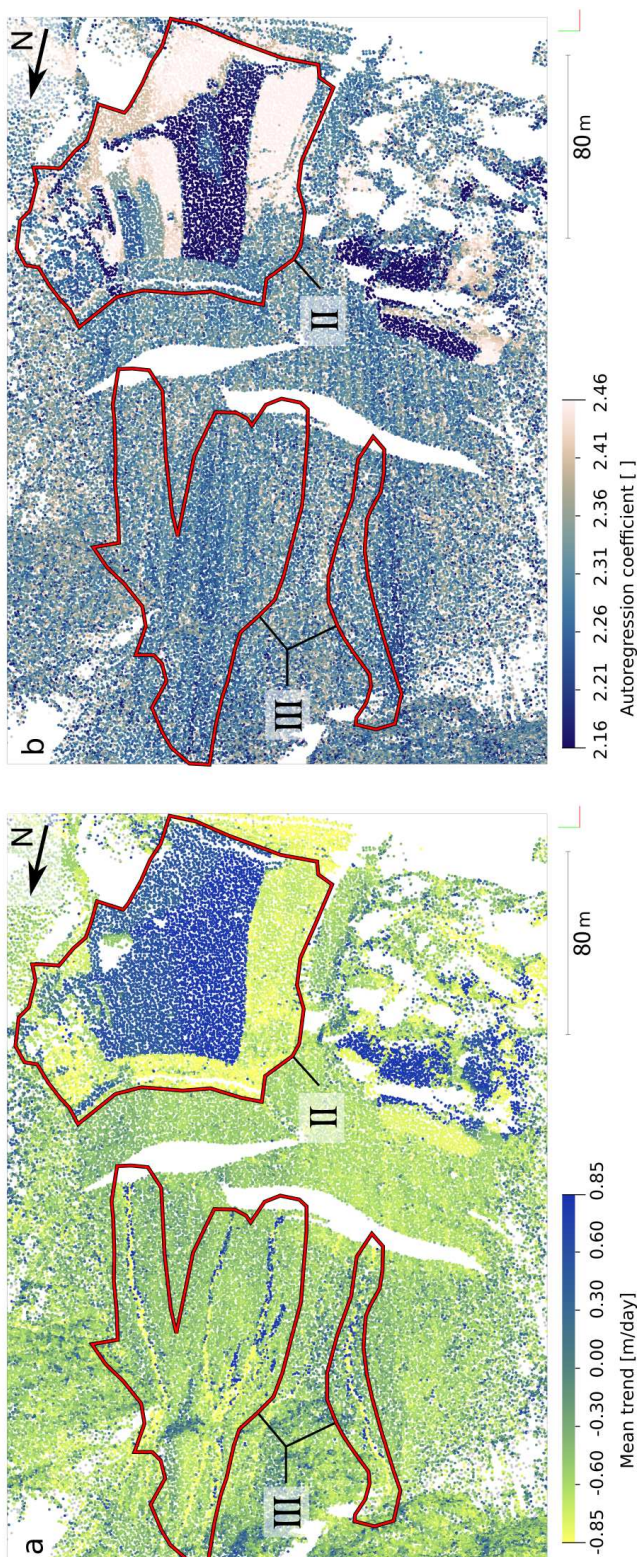 a
N
II
III
80 m
-0.85 -0.60 -0.30 0.00 0.30 0.60 0.85
Mean trend [m/day]
b
N
II
III
80 m
2.16 2.21 2.26 2.31 2.36 2.41 2.46
Autoregression coefficient [ ]